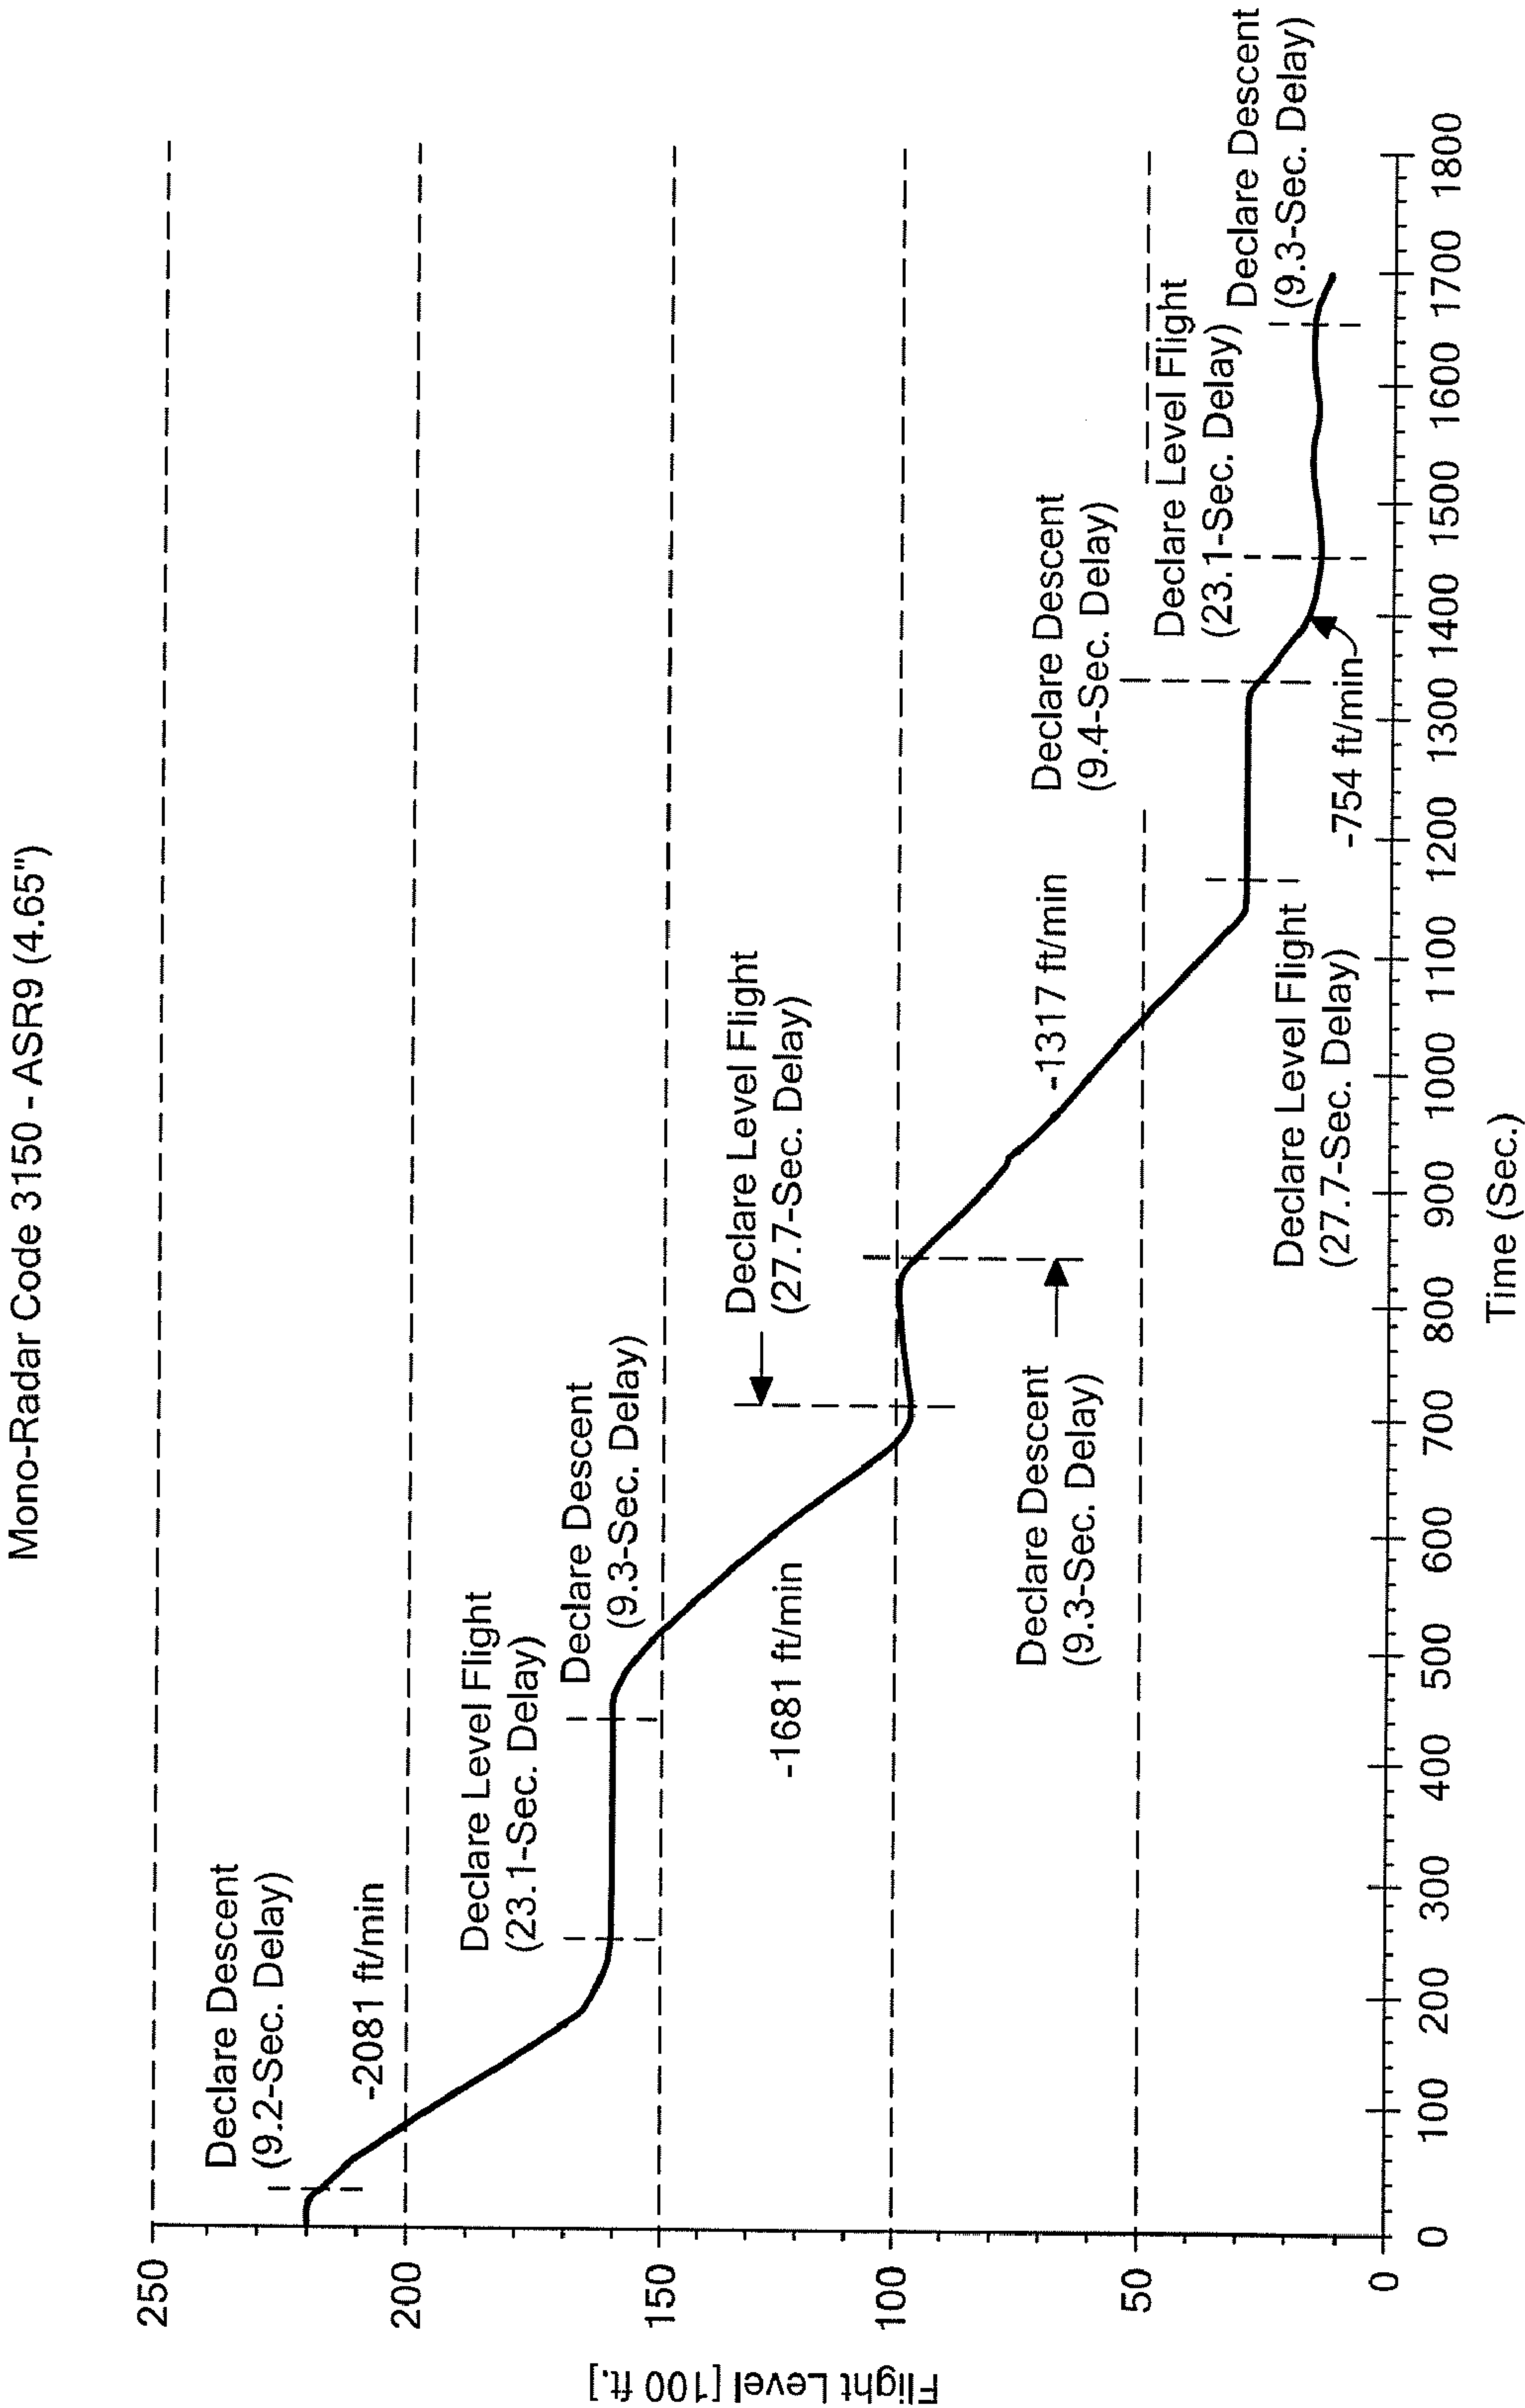 Mono-Radar Code 3150 - ASR9 (4.65")
Flight Level [100 ft.]
250
200
150
100
50
0
Declare Descent
(9.2-Sec. Delay)
-2081 ft/min
Declare Level Flight
(23.1-Sec. Delay)
Declare Descent
(9.3-Sec. Delay)
-1681 ft/min
Declare Level Flight
(27.7-Sec. Delay)
Declare Descent
(9.3-Sec. Delay)
-1317 ft/min
Declare Level Flight
(27.7-Sec. Delay)
Declare Descent
(9.4-Sec. Delay)
-754 ft/min
Declare Level Flight
(23.1-Sec. Delay)
Declare Descent
(9.3-Sec. Delay)
0 100 200 300 400 500 600 700 800 900 1000 1100 1200 1300 1400 1500 1600 1700 1800
Time (Sec.)